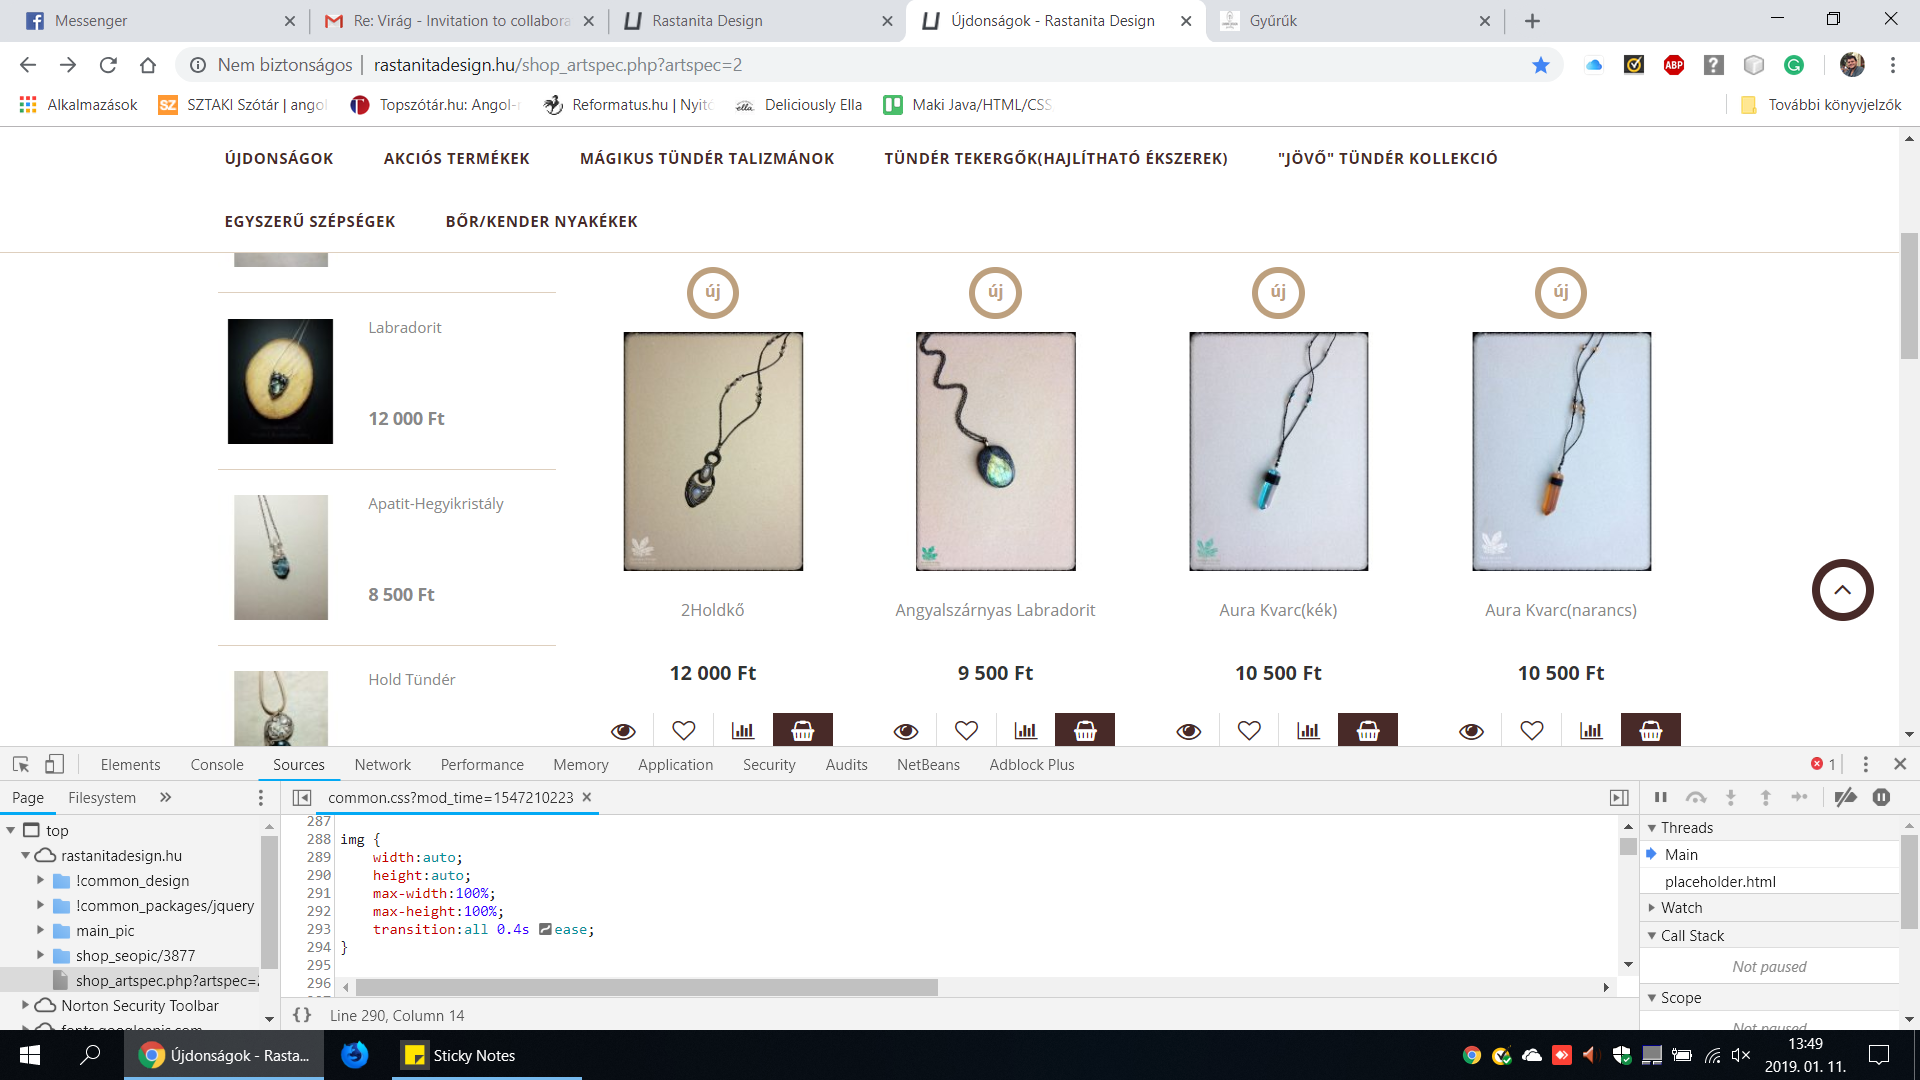 Messenger
Re: Virág - Invitation to collabora
Rastanita Design
Újdonságok - Rastanita Design
Gyűrűk
Nem biztonságos | rastanitadesign.hu/shop_artspec.php?artspec=2
ABP
Alkalmazások
SZ SZTAKI Szótár | angol
Topszótár.hu: Angol-
Reformatus.hu | Nyitó
Deliciously Ella
Maki Java/HTML/CSS
További könyvjelzők
ÚJDONSÁGOK
AKCIÓS TERMÉKEK
MÁGIKUS TÜNDÉR TALIZMÁNOK
TÜNDÉR TEKERGŐK(HAJLÍTHATÓ ÉKSZEREK)
"JÖVŐ" TÜNDÉR KOLLEKCIÓ
EGYSZERŰ SZÉPSÉGEK
BŐR/KENDER NYAKÉKEK
Labradorit
12 000 Ft
Apatit-Hegyikristály
8 500 Ft
Hold Tündér
új
új
új
új
2Holdkő
Angyalszárnyas Labradorit
Aura Kvarc(kék)
Aura Kvarc(narancs)
12 000 Ft
9 500 Ft
10 500 Ft
10 500 Ft
Elements
Console
Sources
Network
Performance
Memory
Application
Security
Audits
NetBeans
Adblock Plus
1
Page
Filesystem
»
common.css?mod_time=1547210223
top
rastanitadesign.hu
!common_design
!common_packages/jquery
main_pic
shop_seopic/3877
shop_artspec.php?artspec=2
Norton Security Toolbar
fonts.googleapis.com
287
288 img {
289 width:auto;
290 height:auto;
291 max-width:100%;
292 max-height:100%;
293 transition:all 0.4s ease;
294 }
295
296
297
{} Line 290, Column 14
Threads
Main
placeholder.html
Watch
Call Stack
Not paused
Scope
Not paused
Újdonságok - Rasta...
Sticky Notes
13:49
2019. 01. 11.